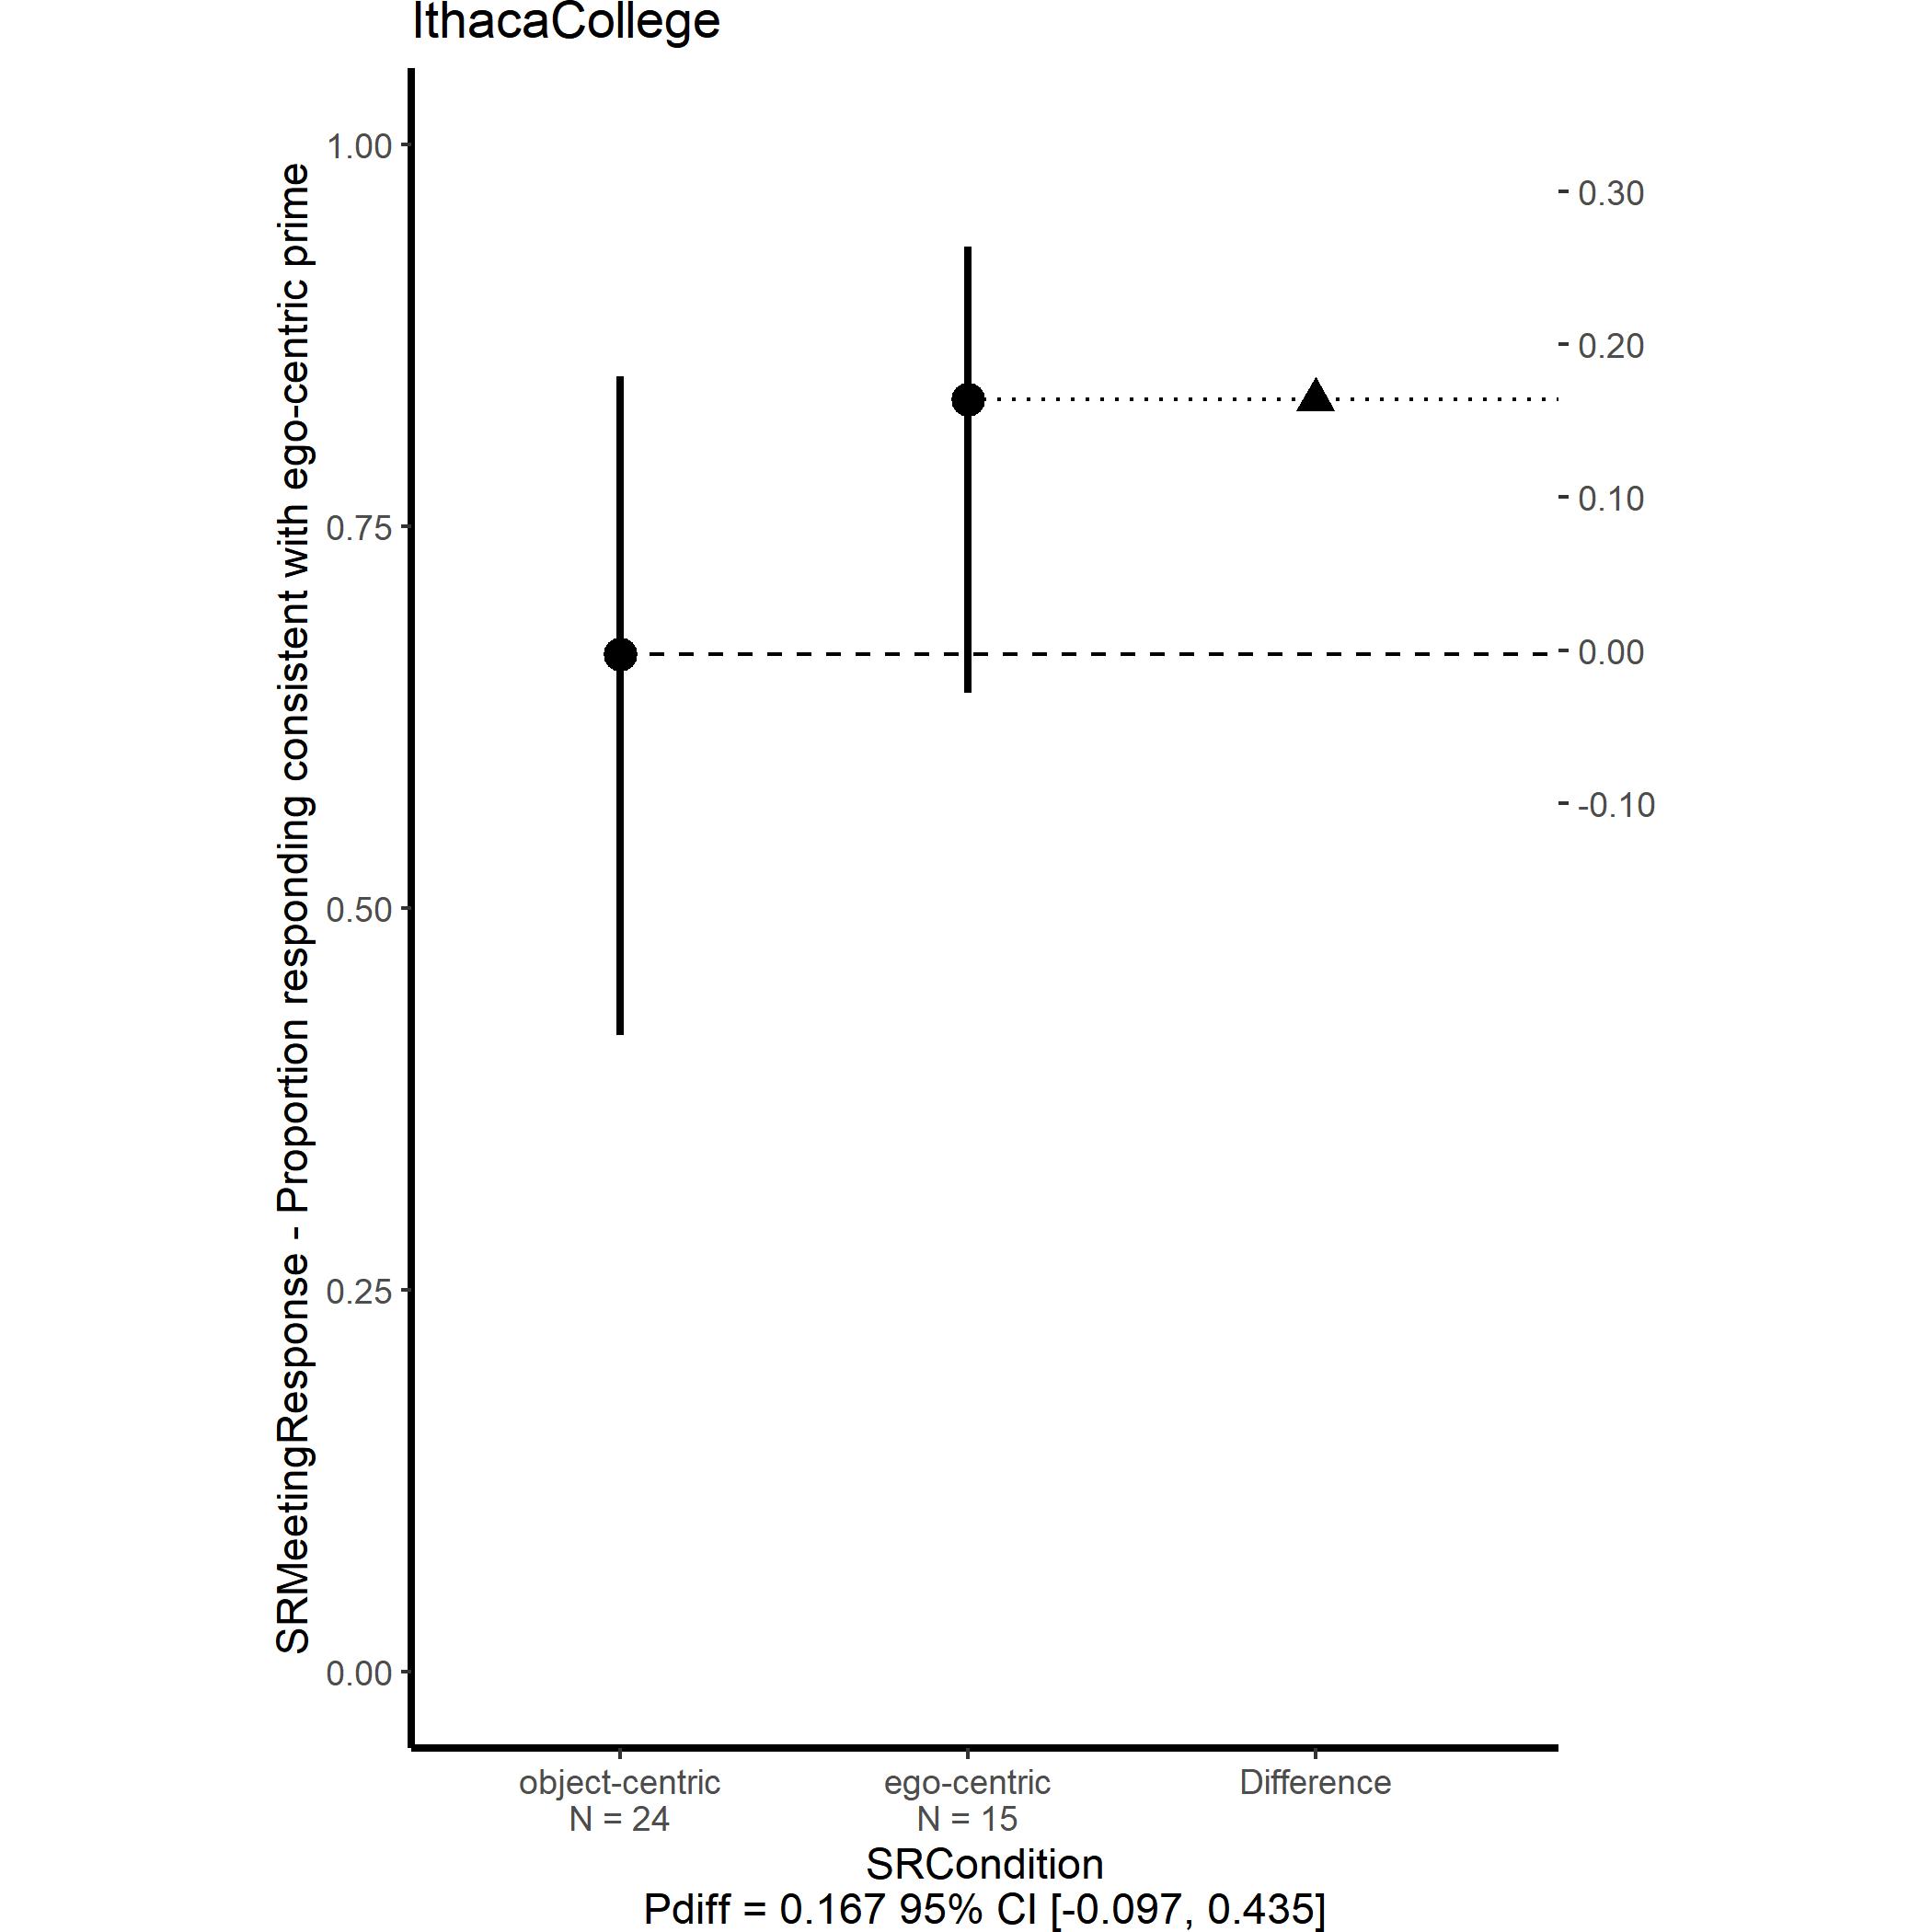 IthacaCollege
SRMeetingResponse - Proportion responding consistent with ego-centric prime
1.00
0.75
0.50
0.25
0.00
0.30
0.20
0.10
0.00
-0.10
object-centric
N = 24
ego-centric
N = 15
Difference
SRCondition
Pdiff = 0.167 95% CI [-0.097, 0.435]